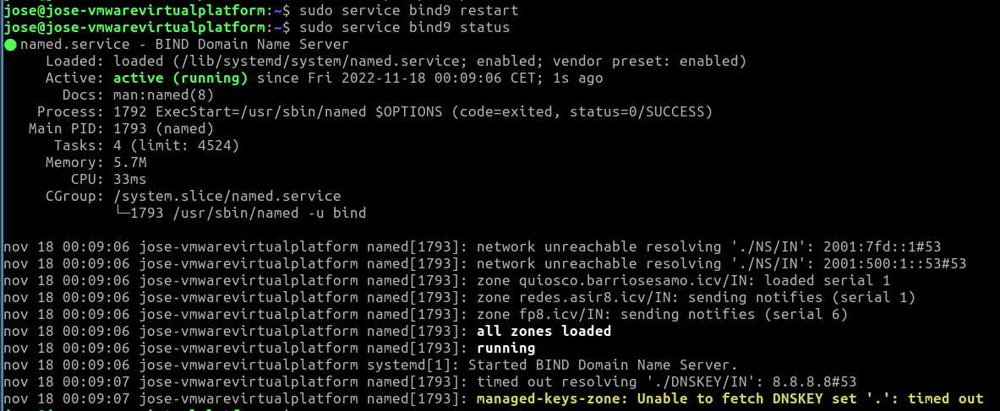 jose@jose-vmwarevirtualplatform:~$ sudo service bind9 restart
jose@jose-vmwarevirtualplatform:~$ sudo service bind9 status
● named.service - BIND Domain Name Server
     Loaded: loaded (/lib/systemd/system/named.service; enabled; vendor preset: enabled)
     Active: active (running) since Fri 2022-11-18 00:09:06 CET; 1s ago
       Docs: man:named(8)
    Process: 1792 ExecStart=/usr/sbin/named $OPTIONS (code=exited, status=0/SUCCESS)
   Main PID: 1793 (named)
      Tasks: 4 (limit: 4524)
     Memory: 5.7M
        CPU: 33ms
     CGroup: /system.slice/named.service
             └─1793 /usr/sbin/named -u bind
nov 18 00:09:06 jose-vmwarevirtualplatform named[1793]: network unreachable resolving './NS/IN': 2001:7fd::1#53
nov 18 00:09:06 jose-vmwarevirtualplatform named[1793]: network unreachable resolving './NS/IN': 2001:500:1::53#53
nov 18 00:09:06 jose-vmwarevirtualplatform named[1793]: zone quiosco.barriosesamo.icv/IN: loaded serial 1
nov 18 00:09:06 jose-vmwarevirtualplatform named[1793]: zone redes.asir8.icv/IN: sending notifies (serial 1)
nov 18 00:09:06 jose-vmwarevirtualplatform named[1793]: zone fp8.icv/IN: sending notifies (serial 6)
nov 18 00:09:06 jose-vmwarevirtualplatform named[1793]: all zones loaded
nov 18 00:09:06 jose-vmwarevirtualplatform named[1793]: running
nov 18 00:09:06 jose-vmwarevirtualplatform systemd[1]: Started BIND Domain Name Server.
nov 18 00:09:07 jose-vmwarevirtualplatform named[1793]: timed out resolving './DNSKEY/IN': 8.8.8.8#53
nov 18 00:09:07 jose-vmwarevirtualplatform named[1793]: managed-keys-zone: Unable to fetch DNSKEY set '.': timed out